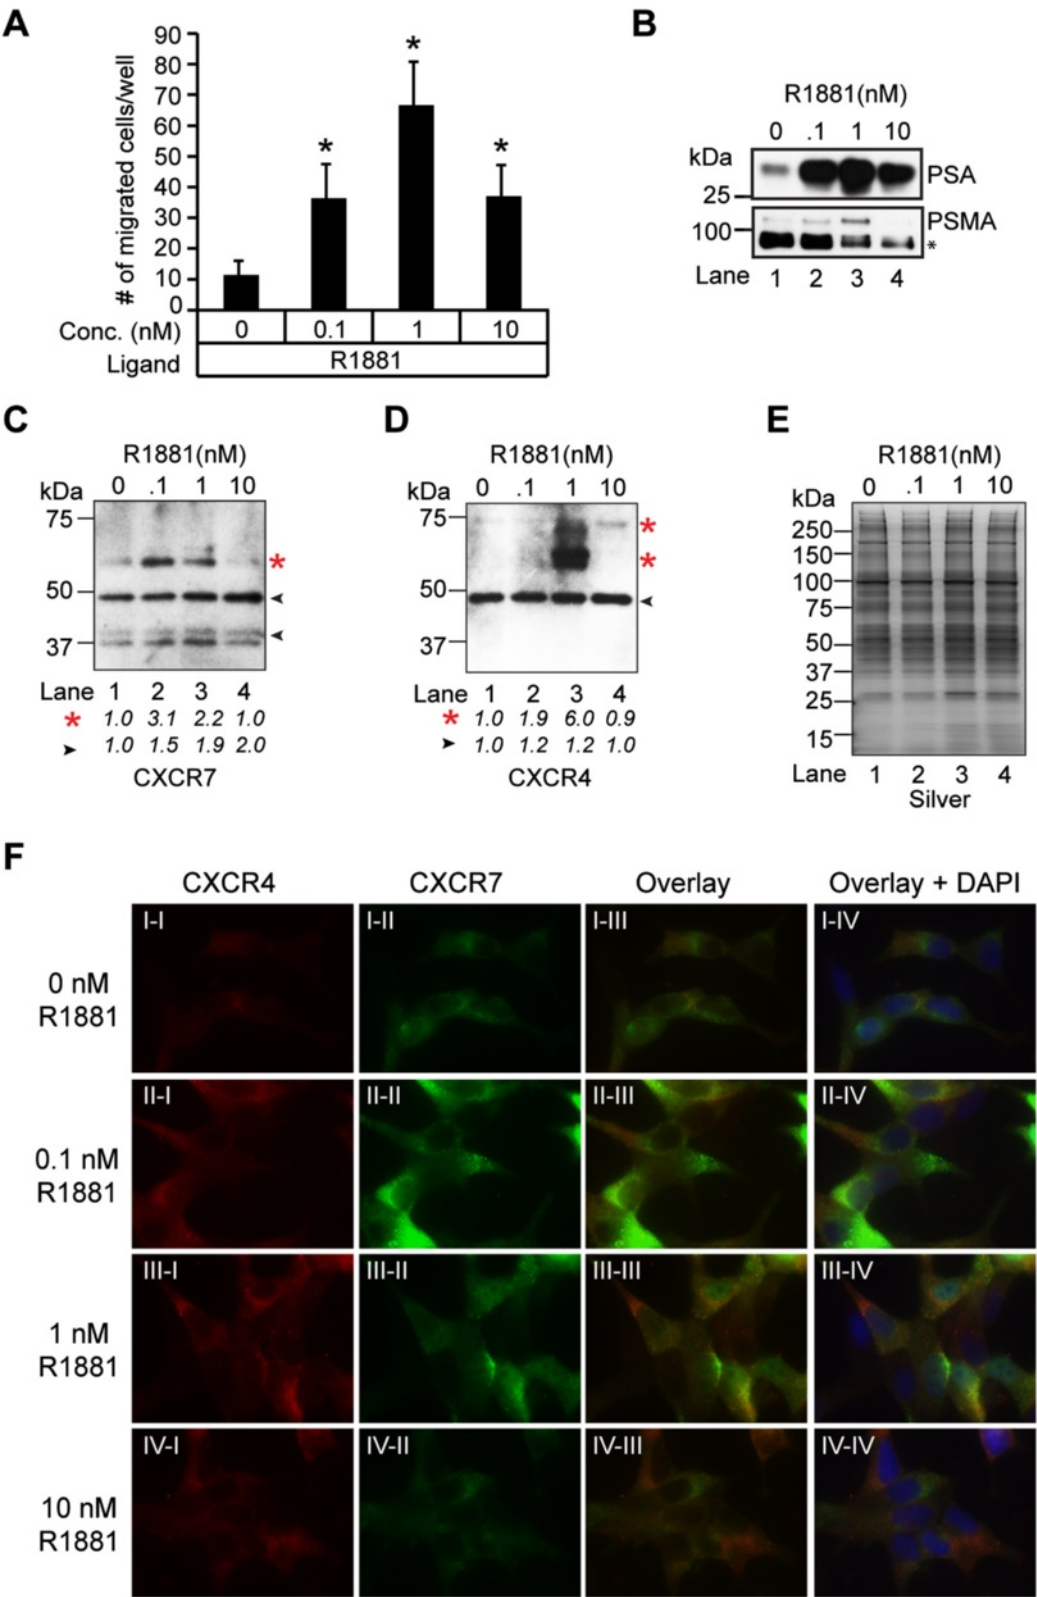 A
# of migrated cells/well
90
80
70
60
50
40
30
20
10
0
* * *
Conc. (nM) 0 0.1 1 10
Ligand R1881
B
R1881(nM)
0 .1 1 10
kDa
25
PSA
100
PSMA
*
Lane 1 2 3 4
C
R1881(nM)
kDa 0 .1 1 10
75
*
50
37
Lane 1 2 3 4
* 1.0 3.1 2.2 1.0
➤ 1.0 1.5 1.9 2.0
CXCR7
D
R1881(nM)
kDa 0 .1 1 10
75
*
*
50
37
Lane 1 2 3 4
* 1.0 1.9 6.0 0.9
➤ 1.0 1.2 1.2 1.0
CXCR4
E
R1881(nM)
kDa 0 .1 1 10
250
150
100
75
50
37
25
15
Lane 1 2 3 4
Silver
F
CXCR4 CXCR7 Overlay Overlay + DAPI
0 nM
R1881
I-I I-II I-III I-IV
0.1 nM
R1881
II-I II-II II-III II-IV
1 nM
R1881
III-I III-II III-III III-IV
10 nM
R1881
IV-I IV-II IV-III IV-IV